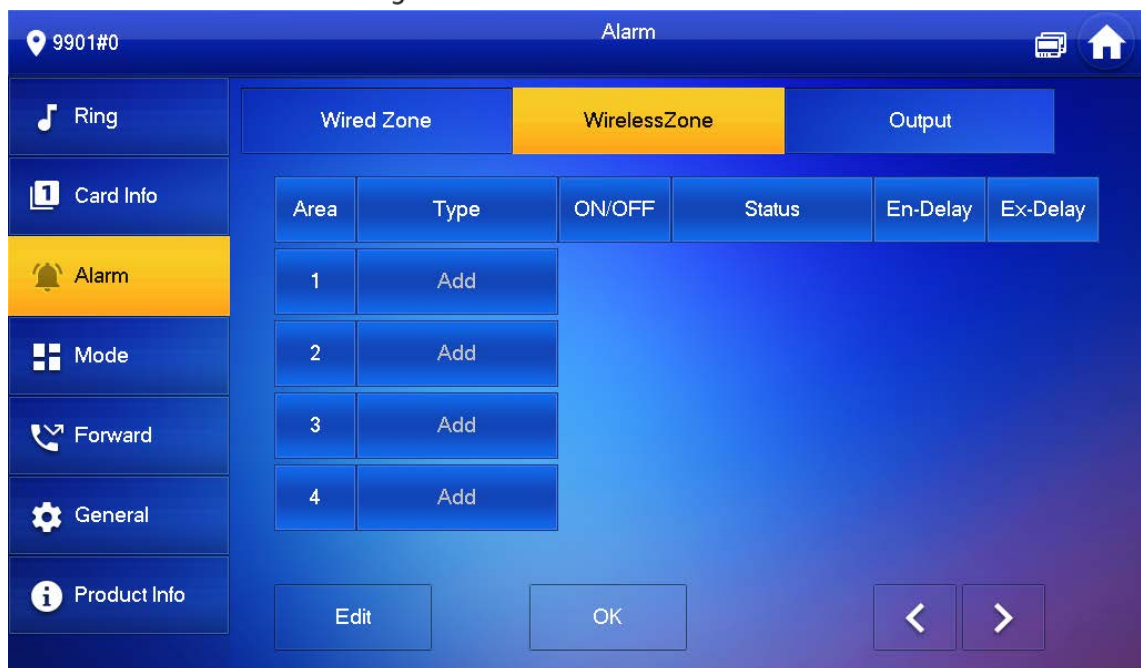 9901#0
Alarm
Ring
Card Info
Alarm
Mode
Forward
General
Product Info
Wired Zone WirelessZone Output
Area Type ON/OFF Status En-Delay Ex-Delay
1 Add
2 Add
3 Add
4 Add
Edit OK